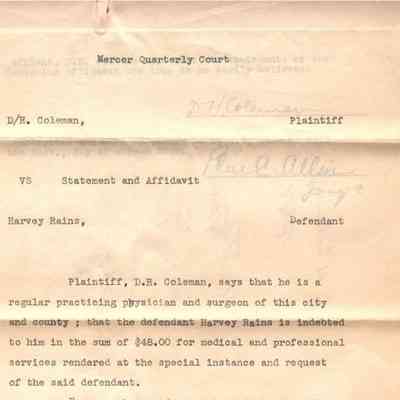 Mercer Quarterly Court
D/R. Coleman, Plaintiff
VS Statement and Affidavit
Harvey Rains, Defendant
Plaintiff, D.R. Coleman, says that he is a
regular practicing physician and surgeon of this city
and county ; that the defendant Harvey Rains is indebted
to him in the sum of $48.00 for medical and professional
services rendered at the special instance and request
of the said defendant.